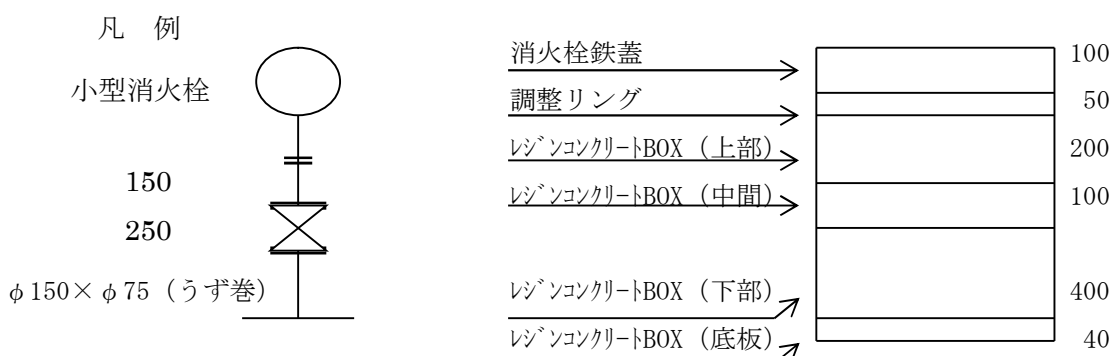 凡 例
小型消火栓
150
250
φ150×φ75（うず巻）
消火栓鉄蓋
調整リング
ﾚｼﾞﾝｺﾝｸﾘｰﾄBOX（上部）
ﾚｼﾞﾝｺﾝｸﾘｰﾄBOX（中間）
ﾚｼﾞﾝｺﾝｸﾘｰﾄBOX（下部）
ﾚｼﾞﾝｺﾝｸﾘｰﾄBOX（底板）
100
50
200
100
400
40